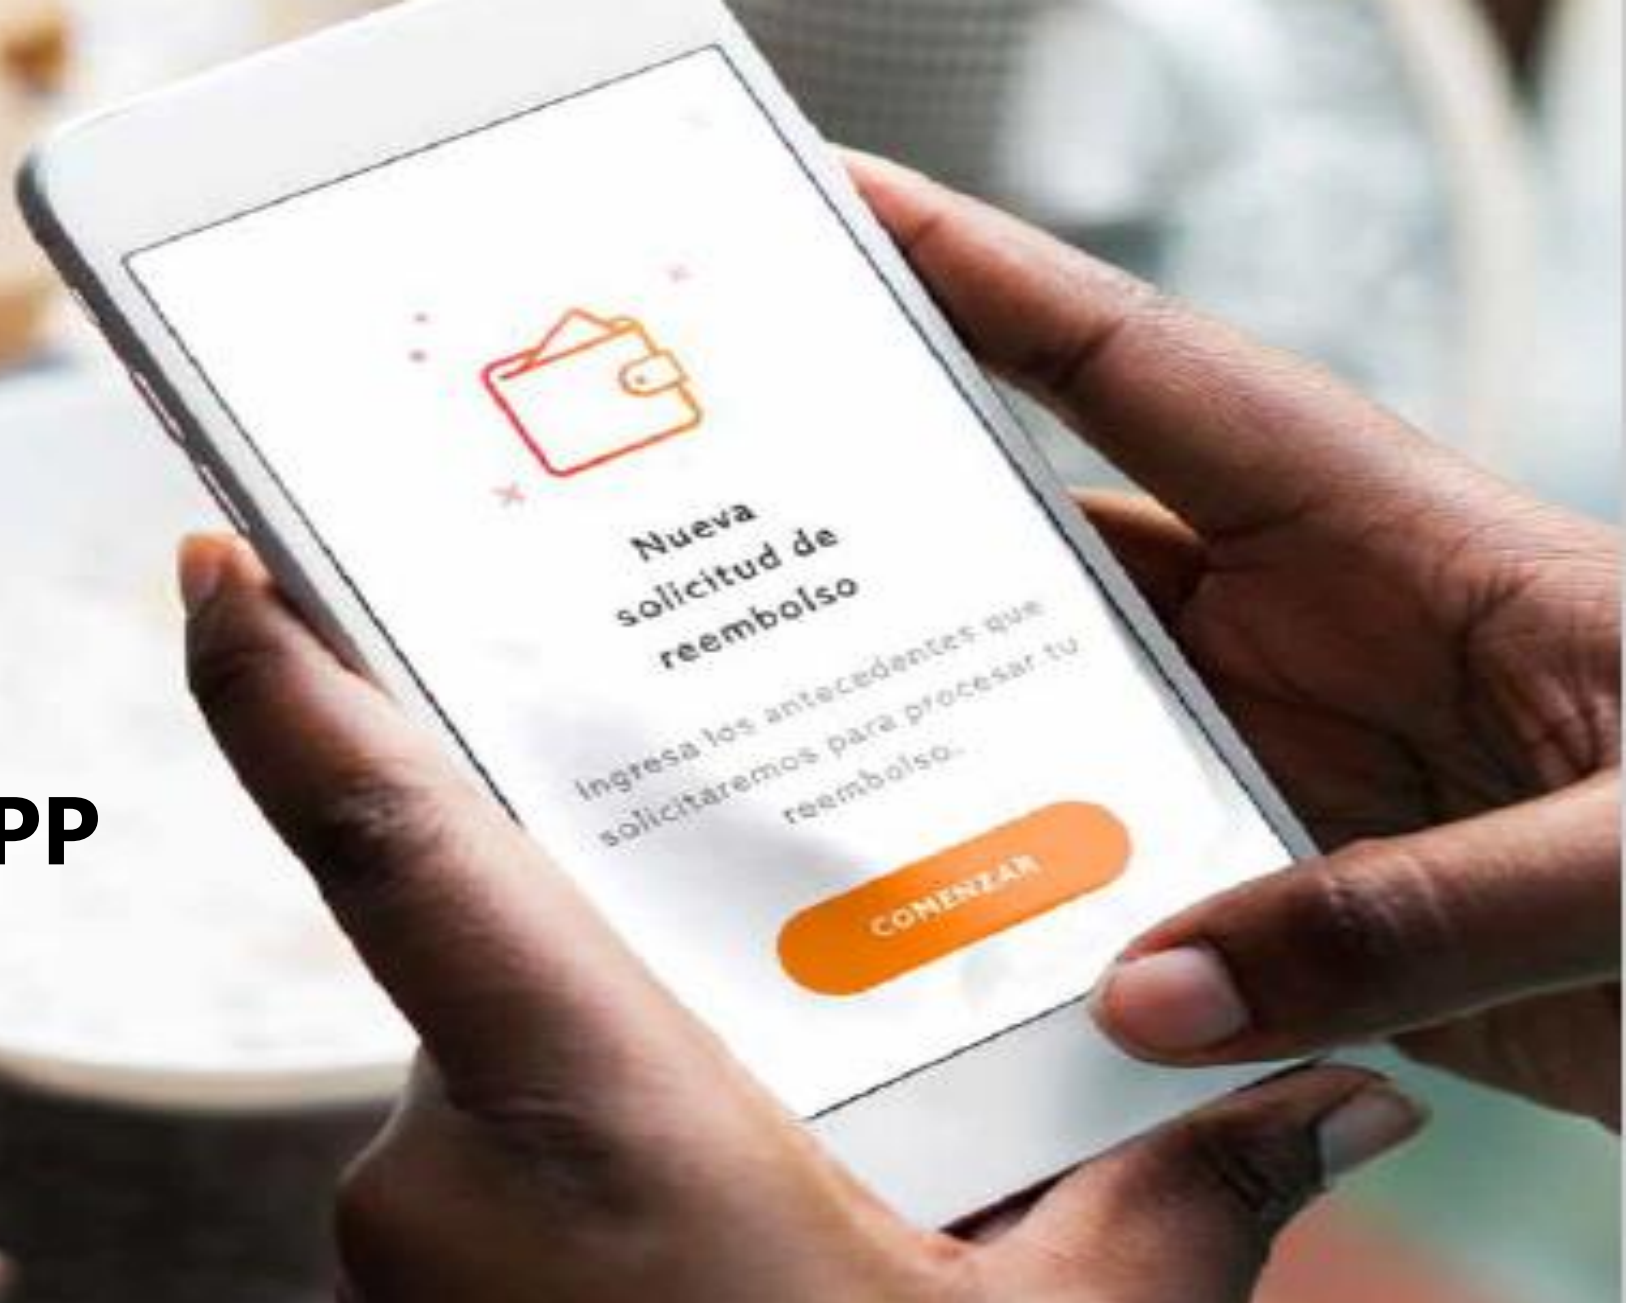 Nueva
solicitud de
reembolso
Ingresa los antecedentes que
solicitaremos para procesar tu
reembolso..
COMENZAR
PP